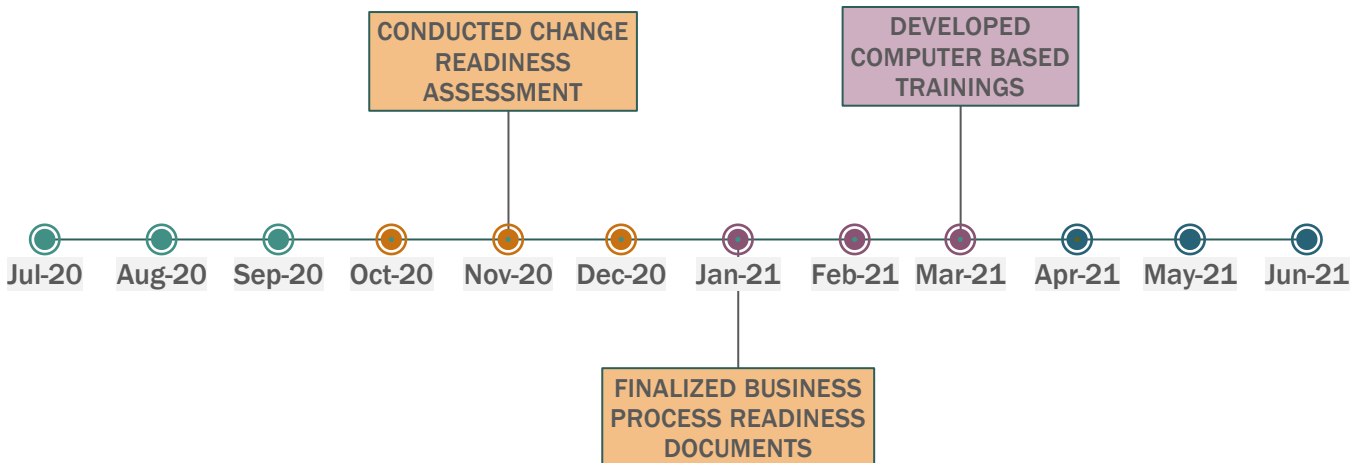 CONDUCTED CHANGE
READINESS
ASSESSMENT
DEVELOPED
COMPUTER BASED
TRAININGS
Jul-20 Aug-20 Sep-20 Oct-20 Nov-20 Dec-20 Jan-21 Feb-21 Mar-21 Apr-21 May-21 Jun-21
FINALIZED BUSINESS
PROCESS READINESS
DOCUMENTS